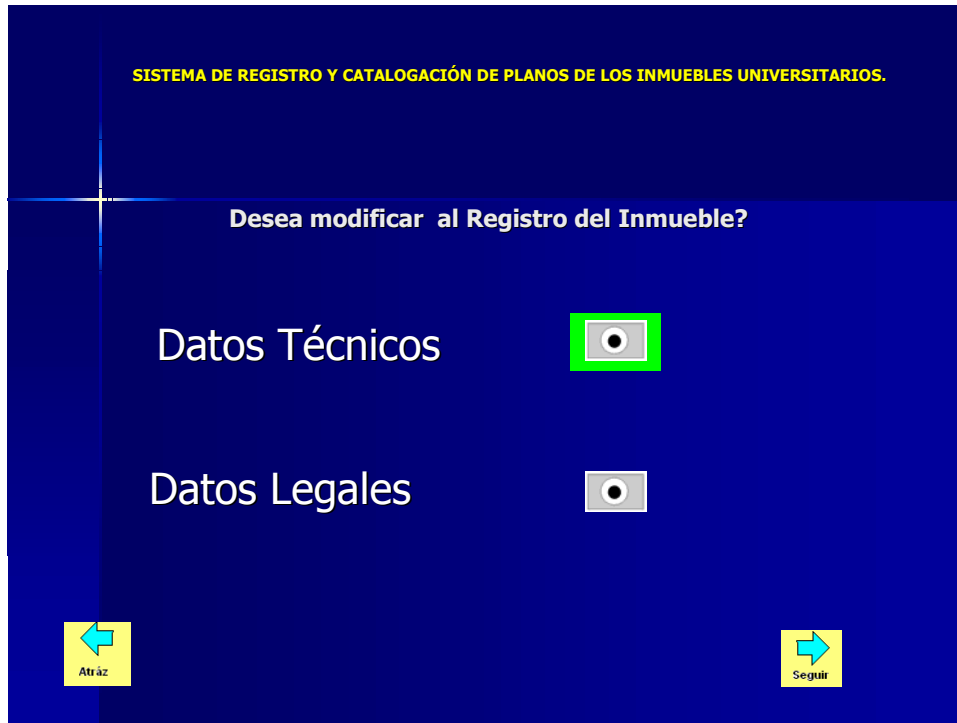 SISTEMA DE REGISTRO Y CATALOGACIÓN DE PLANOS DE LOS INMUEBLES UNIVERSITARIOS.
Desea modificar al Registro del Inmueble?
Datos Técnicos
Datos Legales
Atráz
Seguir